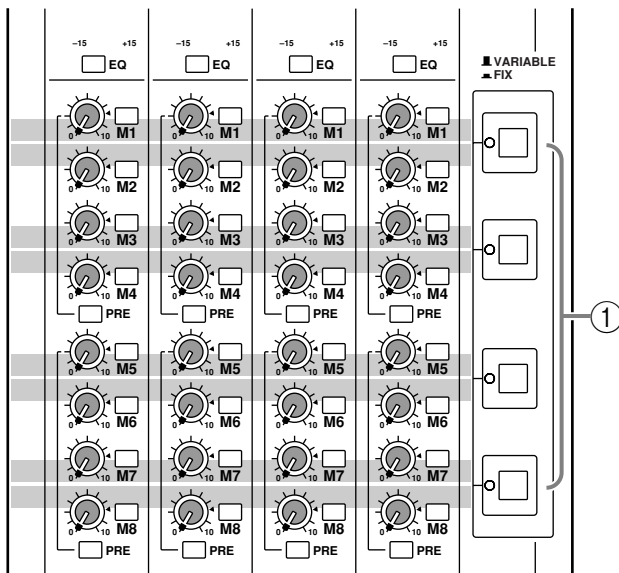 –15 +15 –15 +15 –15 +15 –15 +15
EQ EQ EQ EQ
VARIABLE
FIX
0 10 M1 0 10 M1 0 10 M1 0 10 M1
0 10 M2 0 10 M2 0 10 M2 0 10 M2
0 10 M3 0 10 M3 0 10 M3 0 10 M3
0 10 M4 0 10 M4 0 10 M4 0 10 M4
PRE PRE PRE PRE
1
0 10 M5 0 10 M5 0 10 M5 0 10 M5
0 10 M6 0 10 M6 0 10 M6 0 10 M6
0 10 M7 0 10 M7 0 10 M7 0 10 M7
0 10 M8 0 10 M8 0 10 M8 0 10 M8
PRE PRE PRE PRE